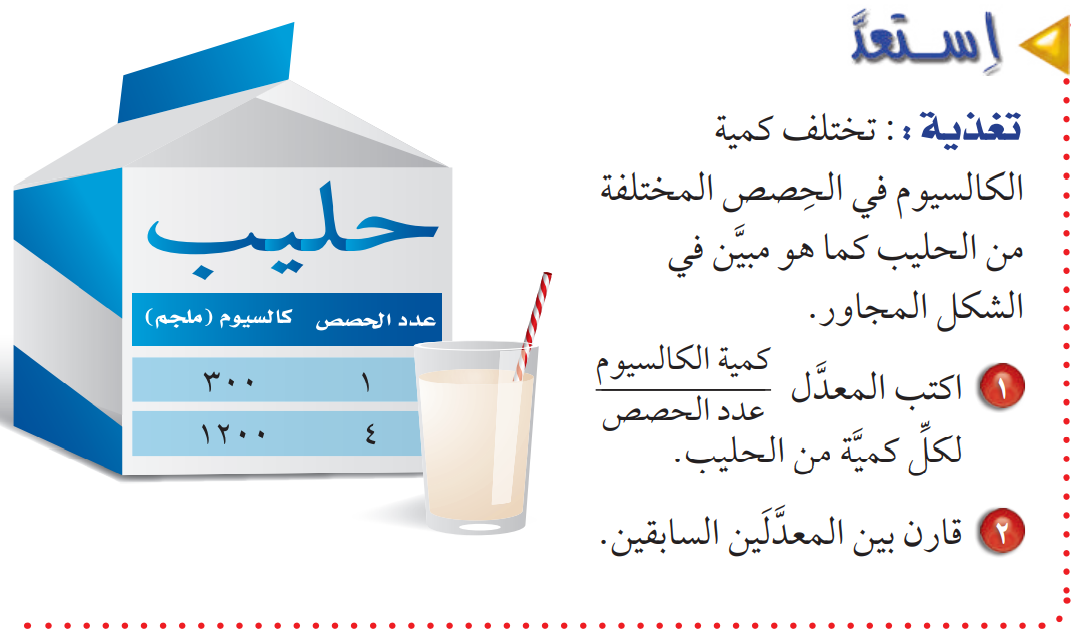 اِستعدَّ
تغذية : : تختلف كمية
الكالسيوم في الحِصص المختلفة
من الحليب كما هو مبيَّن في
الشكل المجاور.
١ اكتب المعدَّل كمية الكالسيوم / عدد الحصص
لكلِّ كميَّة من الحليب.
٢ قارن بين المعدَّلَين السابقين.
حليب
عدد الحصص كالسيوم (ملجم)
١ ٣٠٠
٤ ١٢٠٠